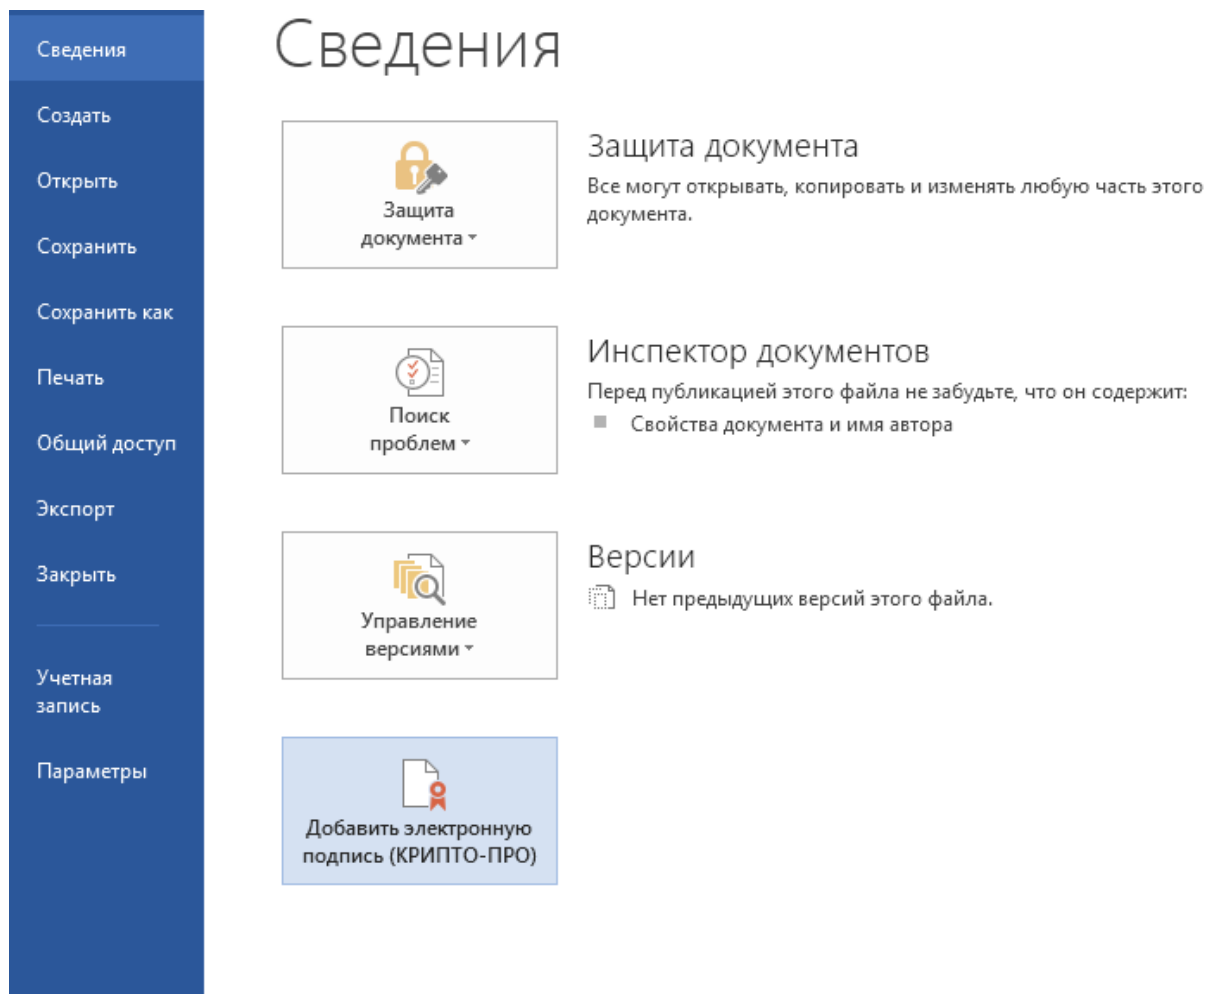 Сведения
Создать
Открыть
Сохранить
Сохранить как
Печать
Общий доступ
Экспорт
Закрыть
Учетная
запись
Параметры
Сведения
Защита
документа
Защита документа
Все могут открывать, копировать и изменять любую часть этого
документа.
Поиск
проблем
Инспектор документов
Перед публикацией этого файла не забудьте, что он содержит:
Свойства документа и имя автора
Управление
версиями
Версии
Нет предыдущих версий этого файла.
Добавить электронную
подпись (КРИПТО-ПРО)